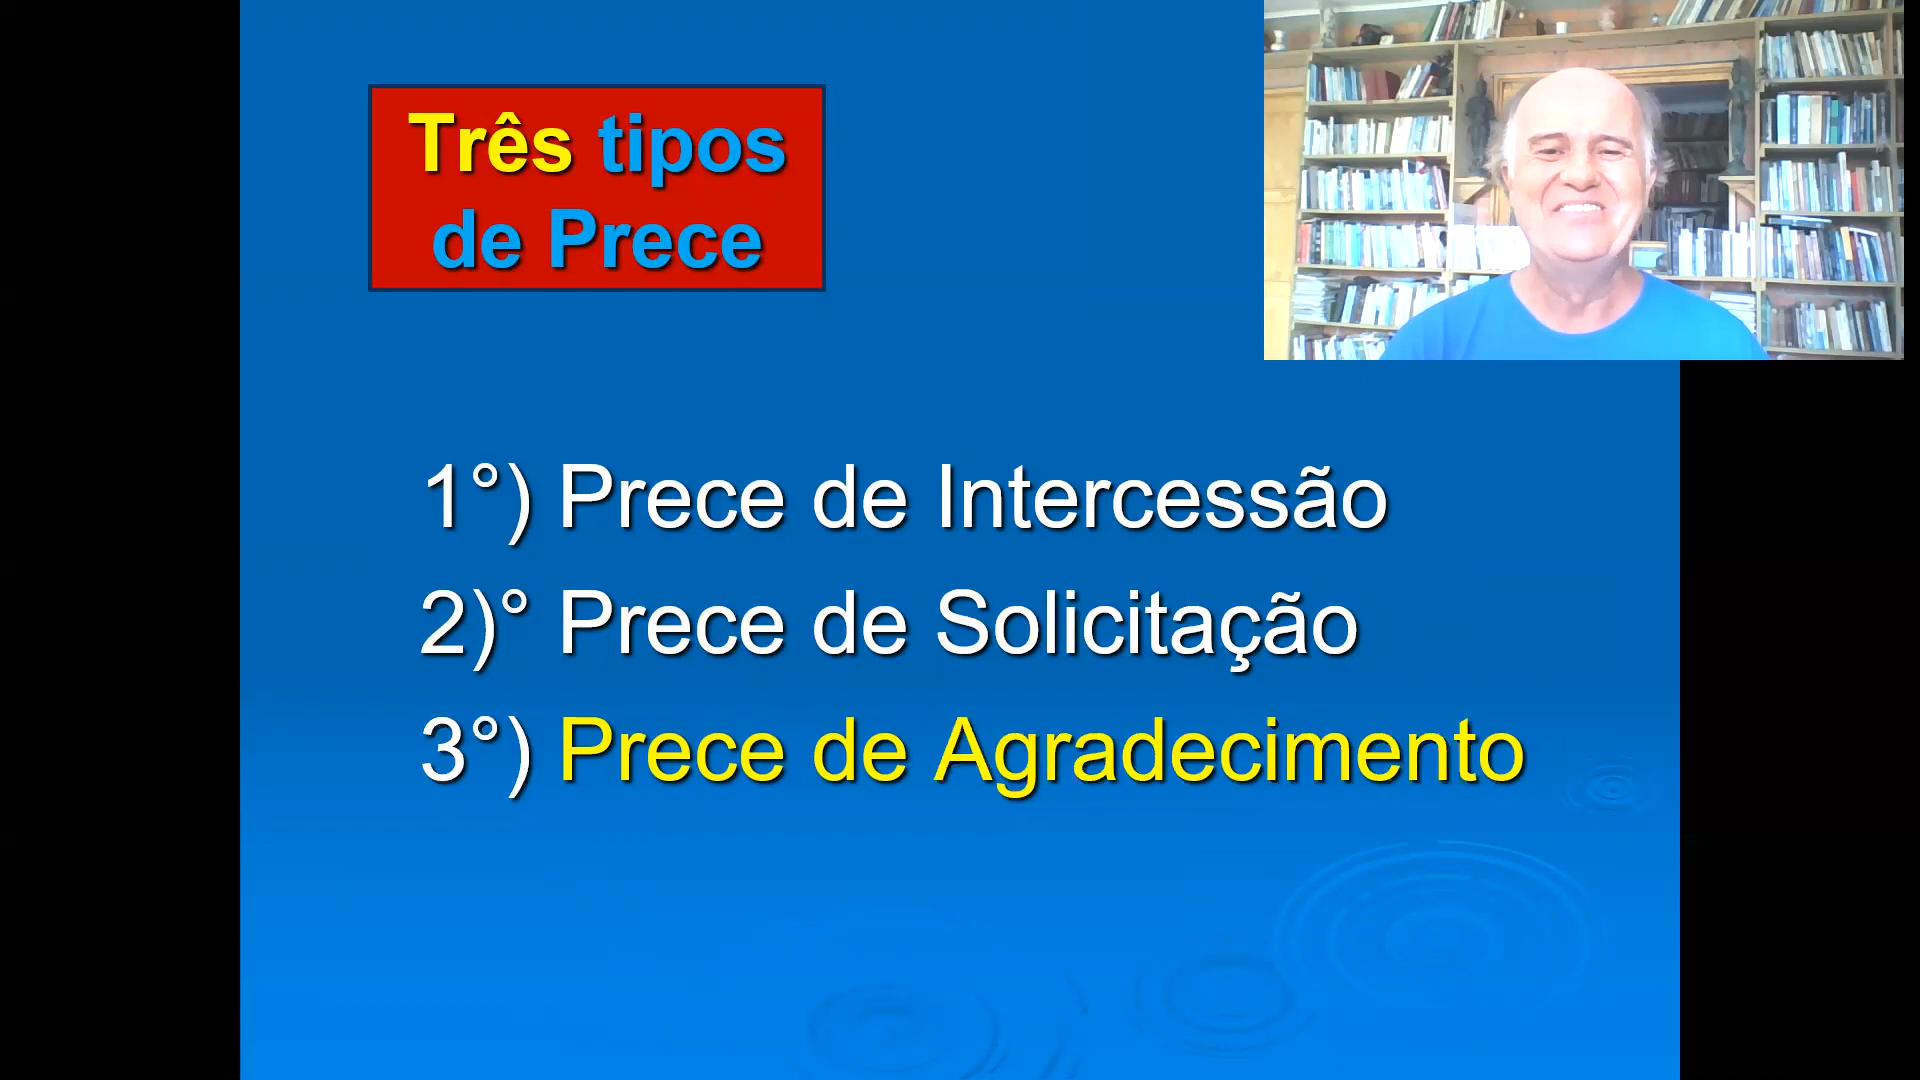 Três tipos
de Prece
1°) Prece de Intercessão
2)° Prece de Solicitação
3°) Prece de Agradecimento